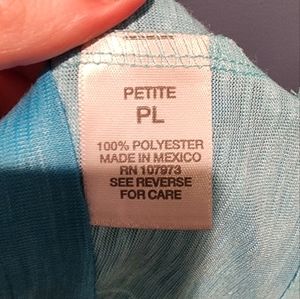 PETITE
PL
100% POLYESTER
MADE IN MEXICO
RN 107973
SEE REVERSE
FOR CARE